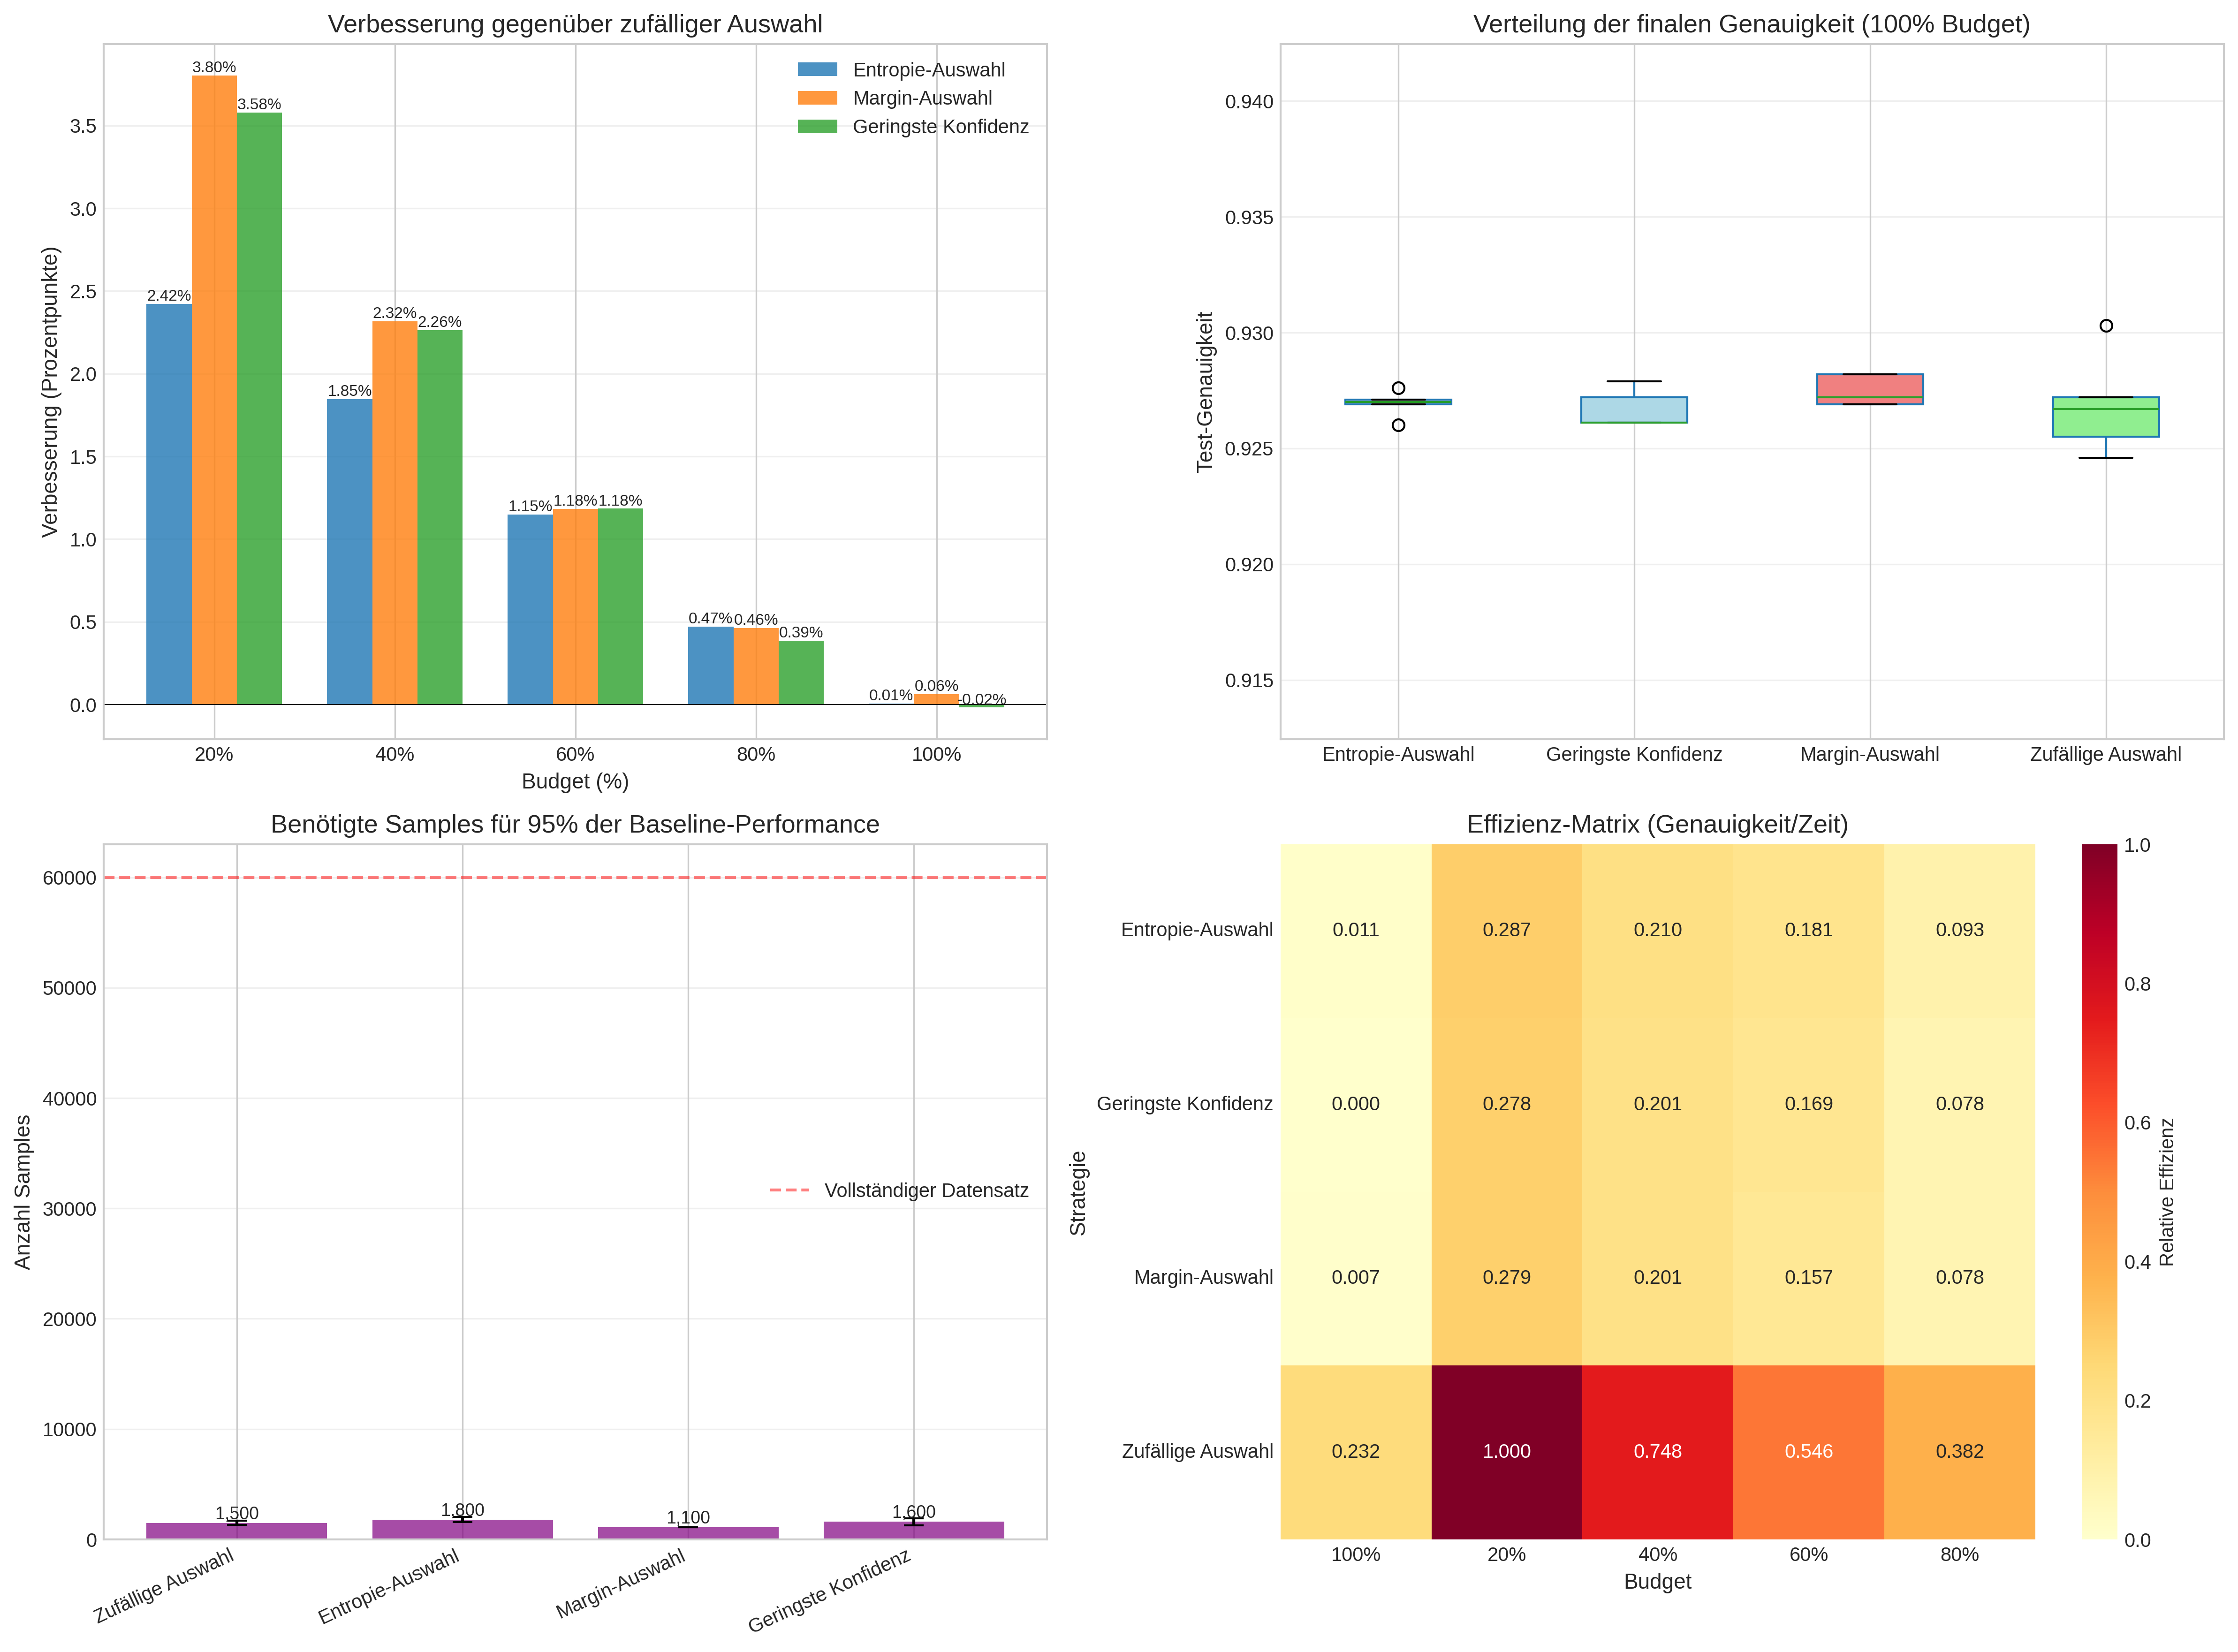 Verbesserung gegenüber zufälliger Auswahl
Verbesserung (Prozentpunkte)
3.5
3.0
2.5
2.0
1.5
1.0
0.5
0.0
2.42%
3.80%
3.58%
1.85%
2.32%
2.26%
1.15%
1.18%
1.18%
0.47%
0.46%
0.39%
0.01%
0.06%
-0.02%
Entropie-Auswahl
Margin-Auswahl
Geringste Konfidenz
20%
40%
60%
80%
100%
Budget (%)
Verteilung der finalen Genauigkeit (100% Budget)
Test-Genauigkeit
0.940
0.935
0.930
0.925
0.920
0.915
Entropie-Auswahl
Geringste Konfidenz
Margin-Auswahl
Zufällige Auswahl
Benötigte Samples für 95% der Baseline-Performance
Anzahl Samples
60000
50000
40000
30000
20000
10000
0
Vollständiger Datensatz
1,500
1,800
1,100
1,600
Zufällige Auswahl
Entropie-Auswahl
Margin-Auswahl
Geringste Konfidenz
Effizienz-Matrix (Genauigkeit/Zeit)
Strategie
Entropie-Auswahl
0.011
0.287
0.210
0.181
0.093
Geringste Konfidenz
0.000
0.278
0.201
0.169
0.078
Margin-Auswahl
0.007
0.279
0.201
0.157
0.078
Zufällige Auswahl
0.232
1.000
0.748
0.546
0.382
100%
20%
40%
60%
80%
Budget
1.0
0.8
0.6
0.4
0.2
0.0
Relative Effizienz